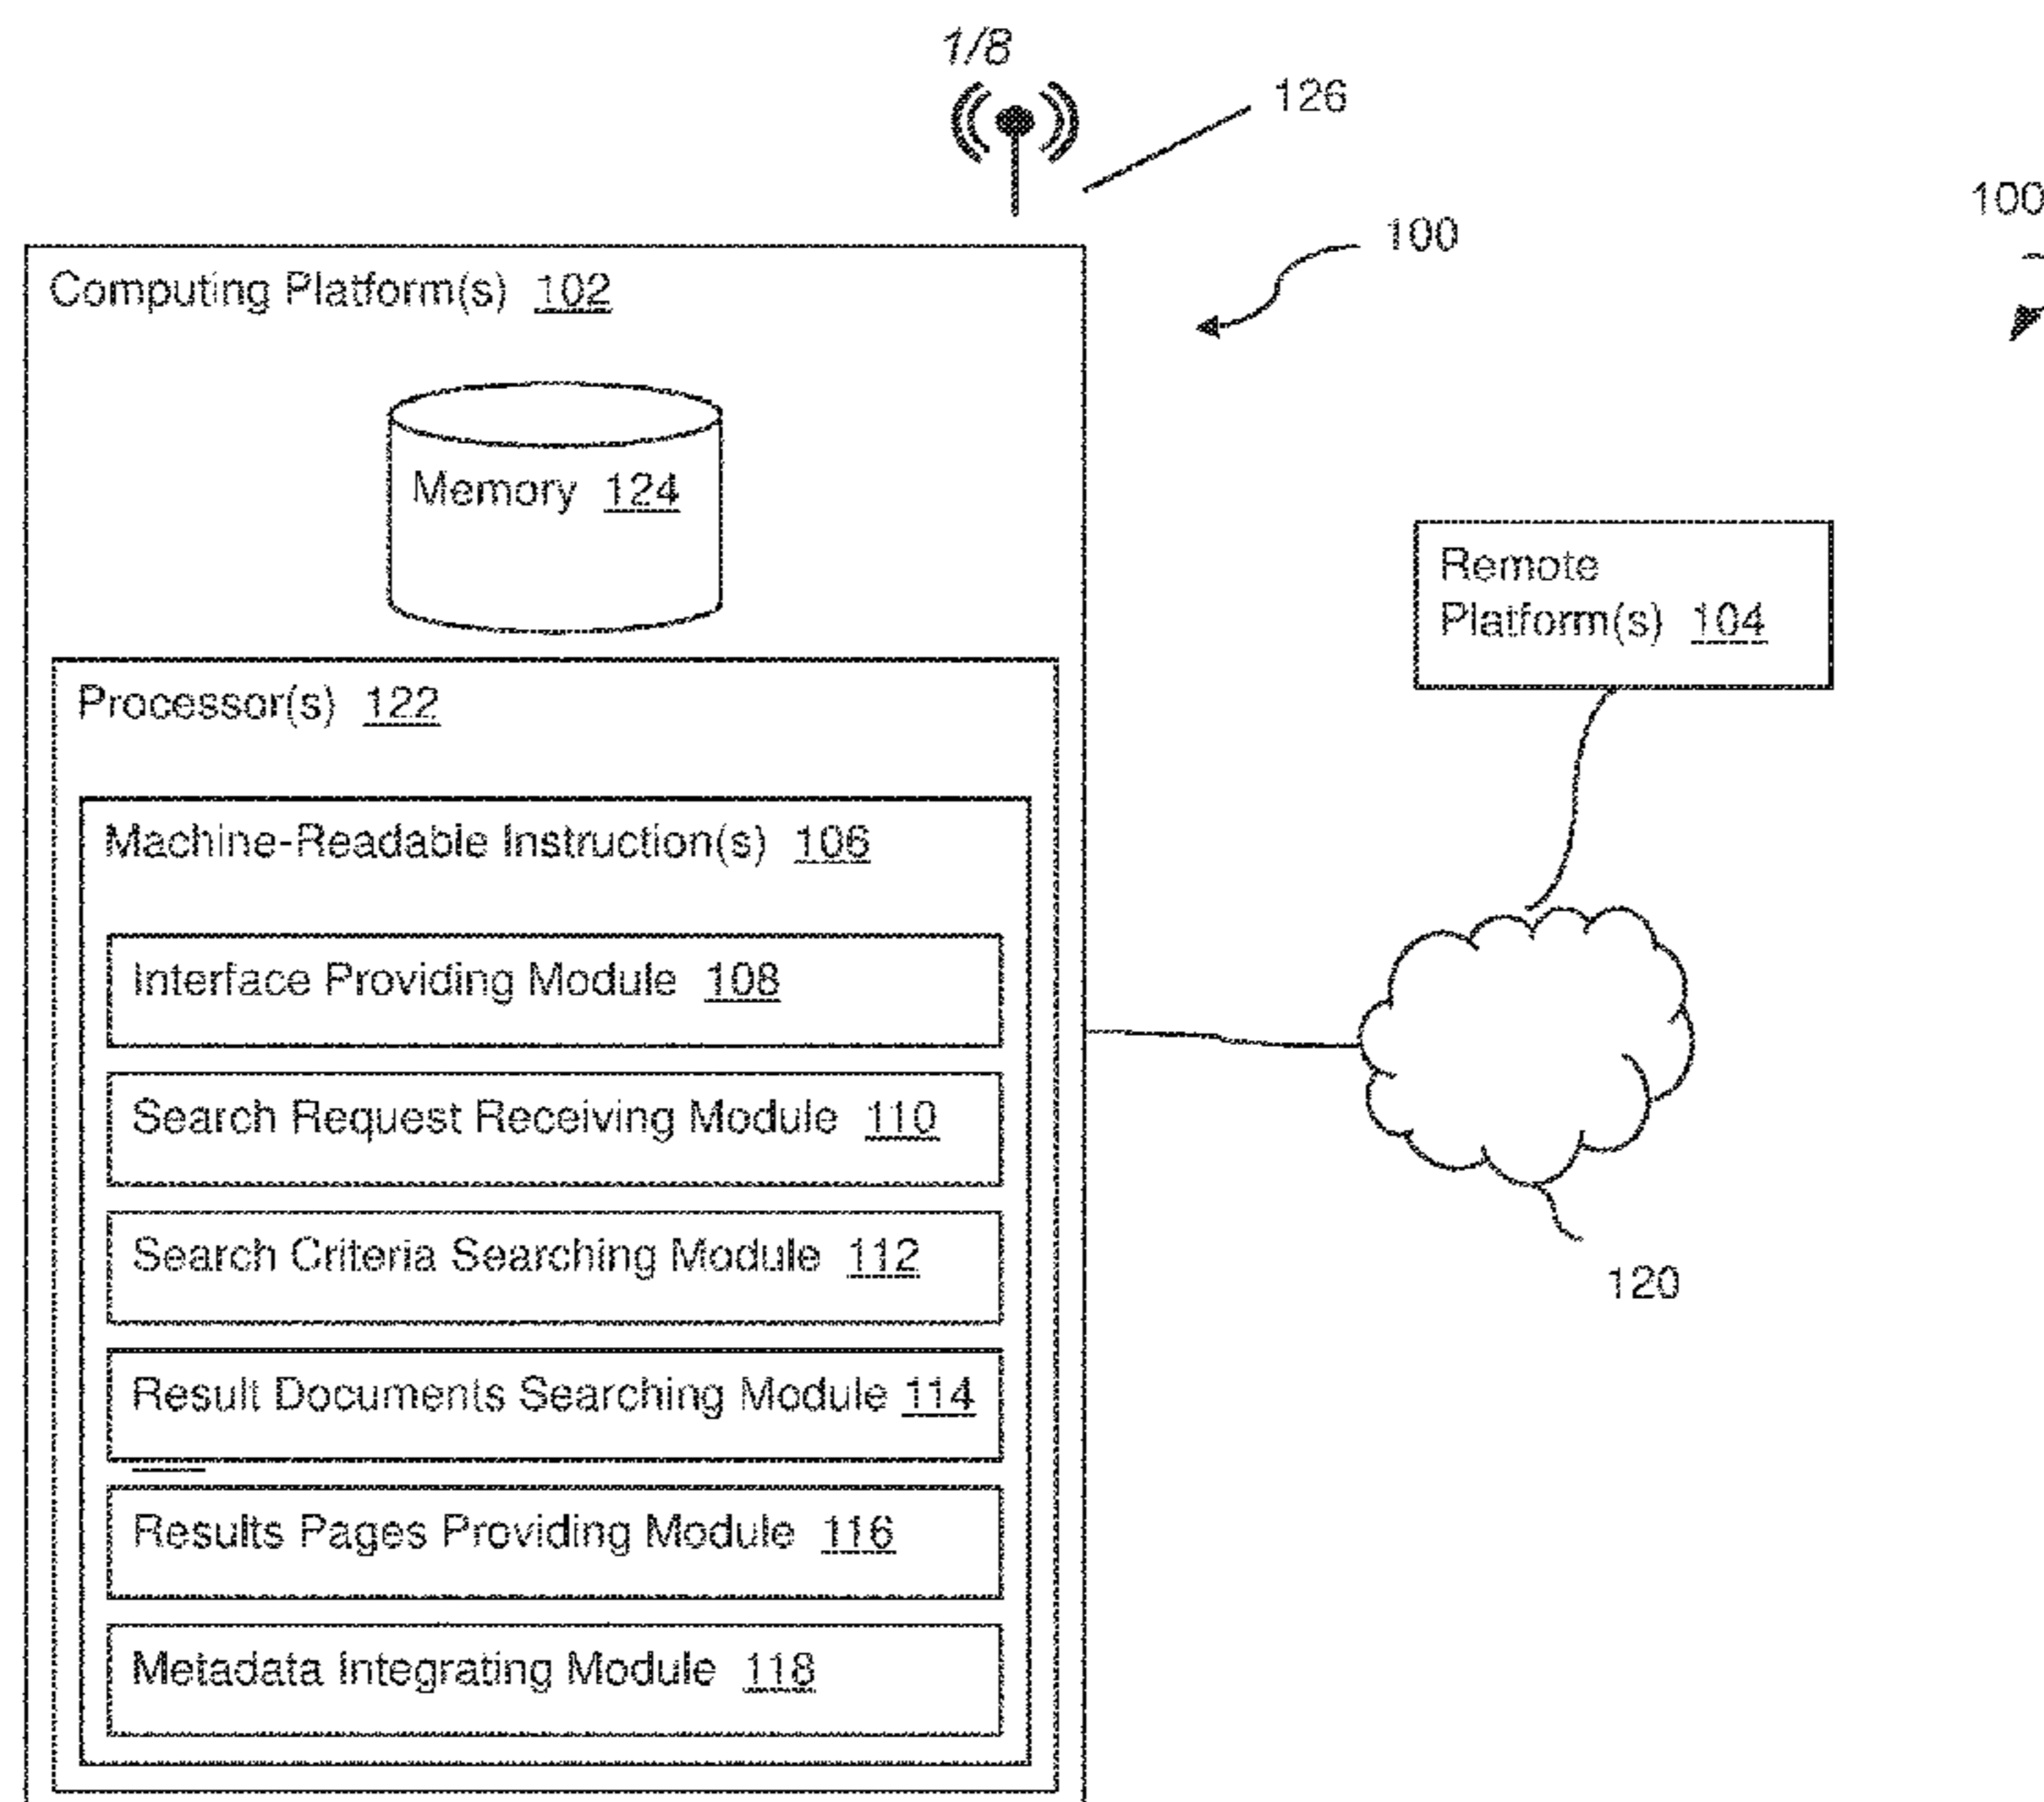 1/8
126
100
100
Computing Platform(s) 102
Memory 124
Remote
Platform(s) 104
Processor(s) 122
Machine-Readable Instruction(s) 106
Interface Providing Module 108
Search Request Receiving Module 110
Search Criteria Searching Module 112
120
Result Documents Searching Module 114
Results Pages Providing Module 116
Metadata Integrating Module 118